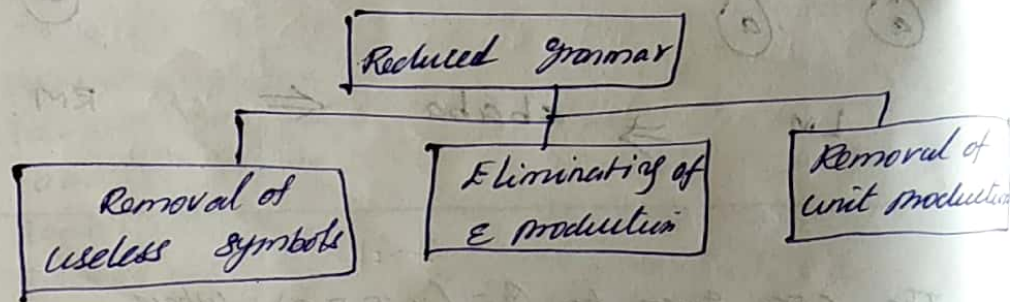 Reduced grammar
Removal of
useless symbols
Eliminating of
ε production
Removal of
unit production